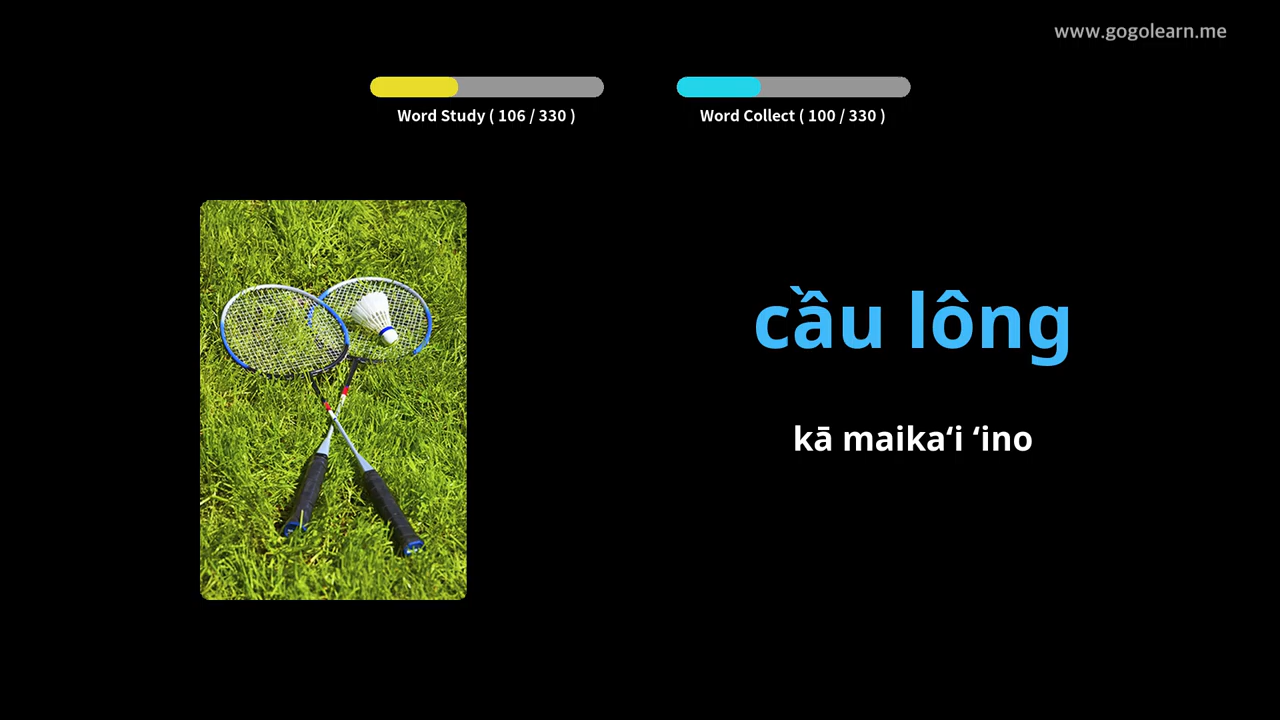 www.gogolearn.me
Word Study ( 106 / 330 )
Word Collect ( 100 / 330 )
cầu lông
kā maikaʻi ʻino